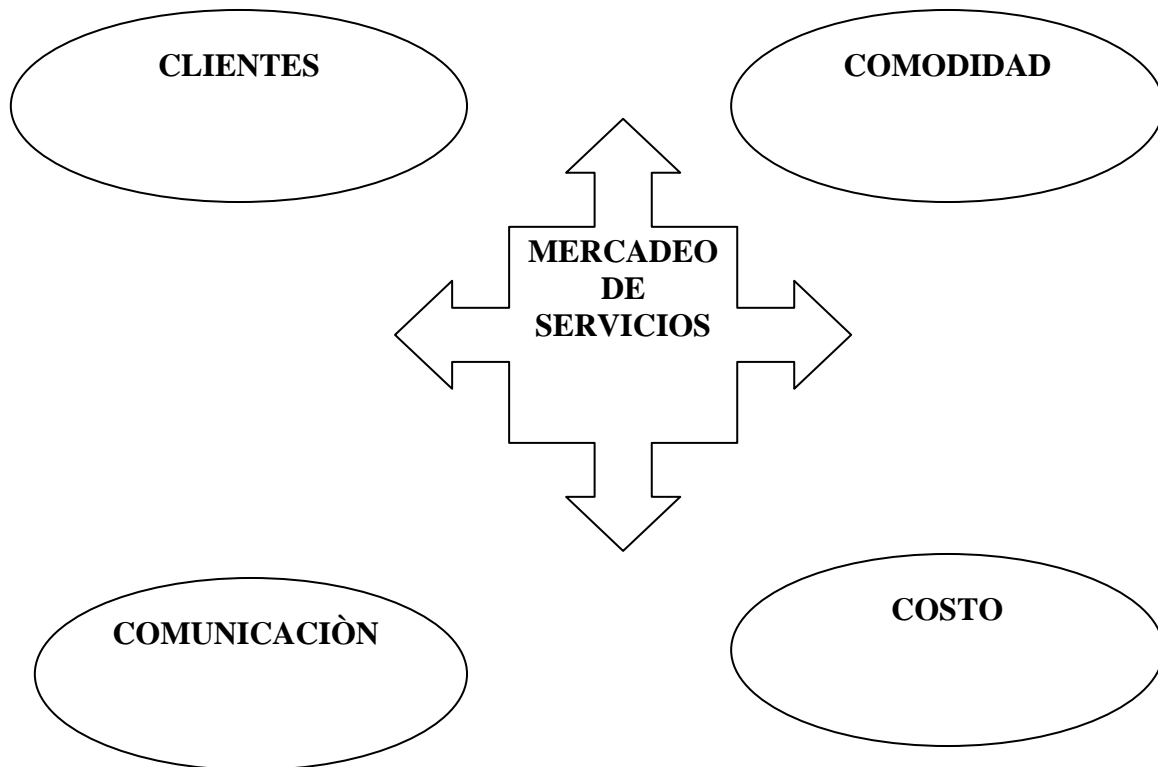 CLIENTES
COMODIDAD
MERCADEO
DE
SERVICIOS
COMUNICACIÒN
COSTO